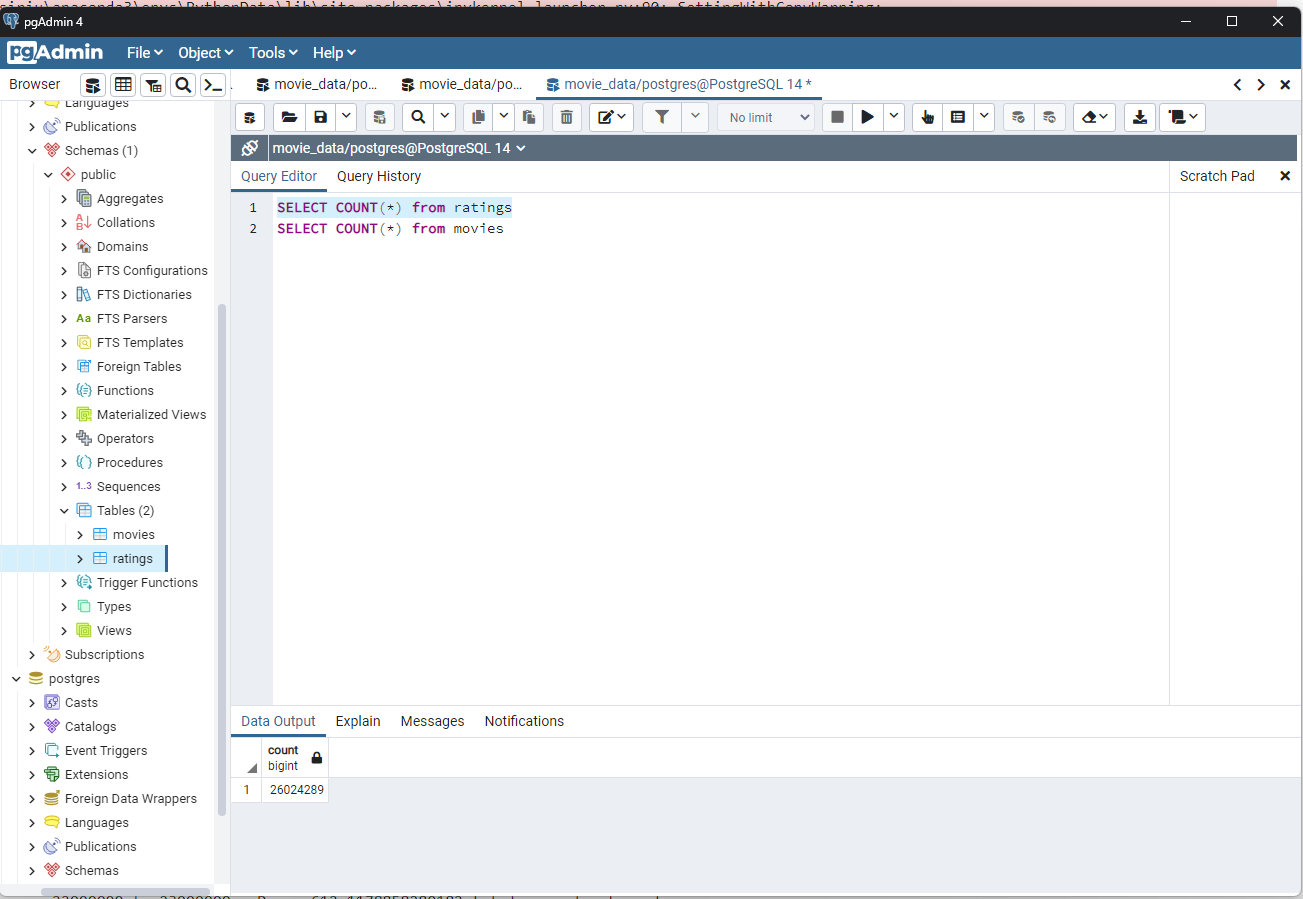 pgAdmin 4
pgAdmin File Object Tools Help
Browser
movie_data/po... movie_data/po... movie_data/postgres@PostgreSQL 14 *
No limit
movie_data/postgres@PostgreSQL 14
Query Editor Query History
Scratch Pad
1 SELECT COUNT(*) from ratings
2 SELECT COUNT(*) from movies
Languages
Publications
Schemas (1)
public
Aggregates
Collations
Domains
FTS Configurations
FTS Dictionaries
Aa FTS Parsers
FTS Templates
Foreign Tables
Functions
Materialized Views
Operators
Procedures
1..3 Sequences
Tables (2)
movies
ratings
Trigger Functions
Types
Views
Subscriptions
postgres
Casts
Catalogs
Event Triggers
Extensions
Foreign Data Wrappers
Languages
Publications
Schemas
Data Output Explain Messages Notifications
count
bigint
1 26024289